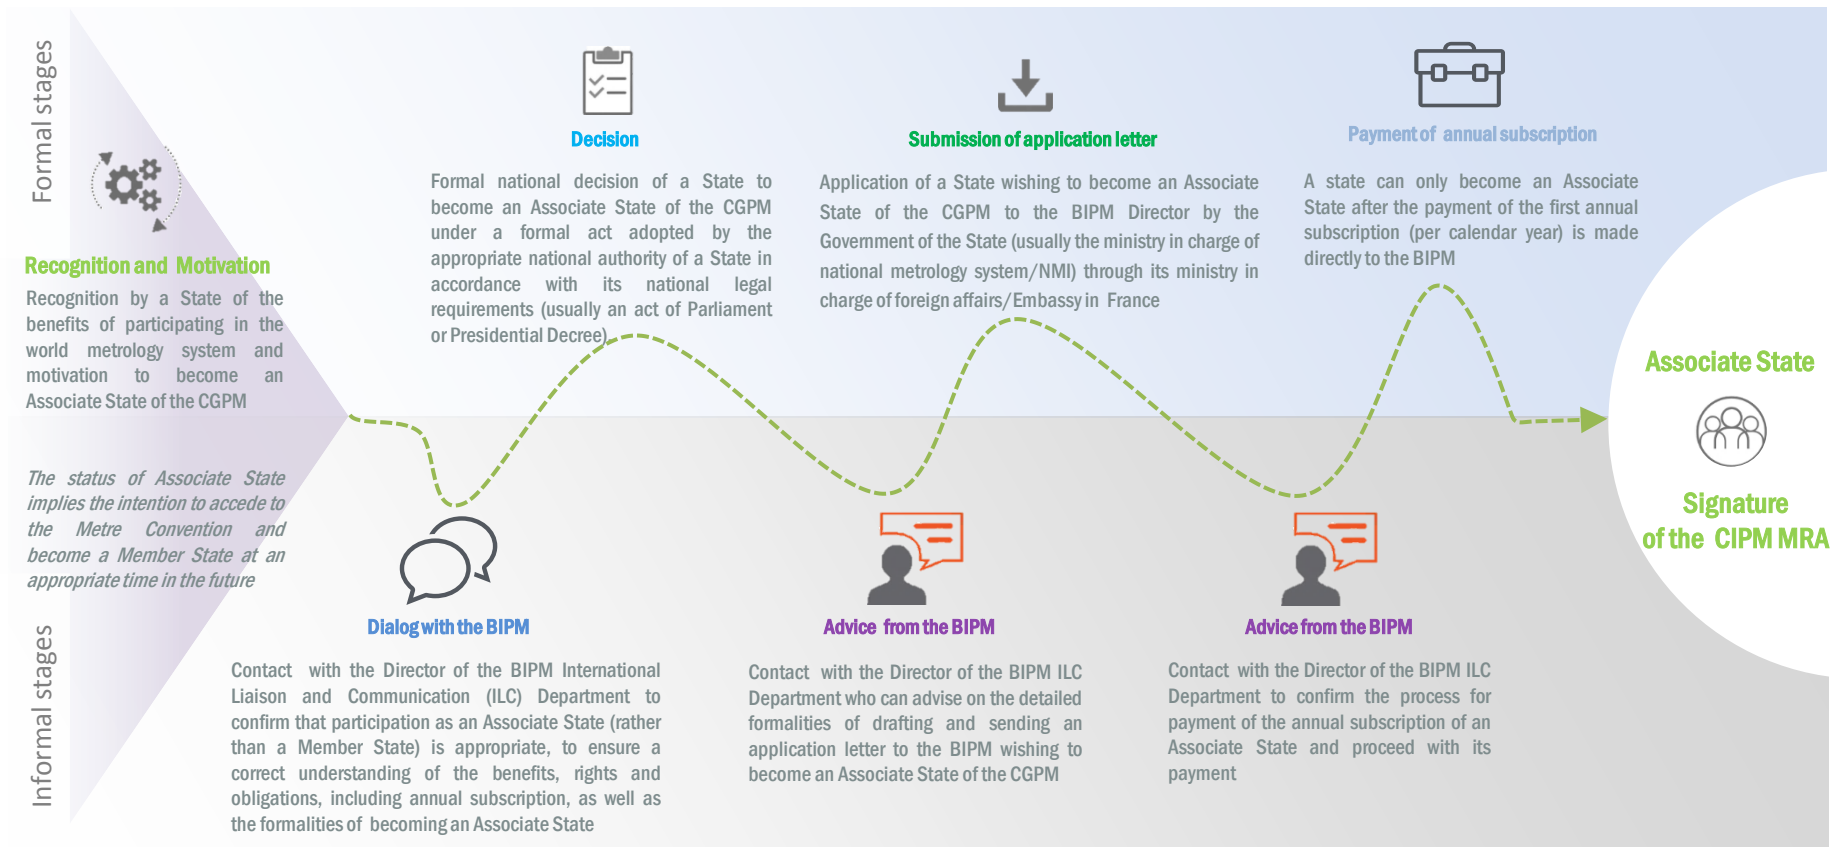 Formal stages
Recognition and Motivation
Recognition by a State of the
benefits of participating in the
world metrology system and
motivation to become an
Associate State of the CGPM
The status of Associate State
implies the intention to accede to
the Metre Convention and
become a Member State at an
appropriate time in the future
Informal stages
Dialog with the BIPM
Contact with the Director of the BIPM International
Liaison and Communication (ILC) Department to
confirm that participation as an Associate State (rather
than a Member State) is appropriate, to ensure a
correct understanding of the benefits, rights and
obligations, including annual subscription, as well as
the formalities of becoming an Associate State
Decision
Formal national decision of a State to
become an Associate State of the CGPM
under a formal act adopted by the
appropriate national authority of a State in
accordance with its national legal
requirements (usually an act of Parliament
or Presidential Decree).
Advice from the BIPM
Contact with the Director of the BIPM ILC
Department who can advise on the detailed
formalities of drafting and sending an
application letter to the BIPM wishing to
become an Associate State of the CGPM
Submission of application letter
Application of a State wishing to become an Associate
State of the CGPM to the BIPM Director by the
Government of the State (usually the ministry in charge of
national metrology system/NMI) through its ministry in
charge of foreign affairs/Embassy in France
Advice from the BIPM
Contact with the Director of the BIPM ILC
Department to confirm the process for
payment of the annual subscription of an
Associate State and proceed with its
payment
Payment of annual subscription
A state can only become an Associate
State after the payment of the first annual
subscription (per calendar year) is made
directly to the BIPM
Associate State
Signature
of the CIPM MRA